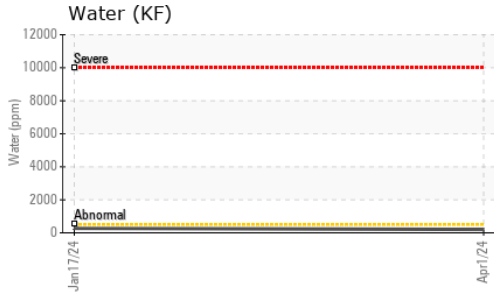 Water (KF)
12000
Severe
10000
8000
6000
4000
2000
Abnormal
0
Water (ppm)
Jan17/24
Apr1/24